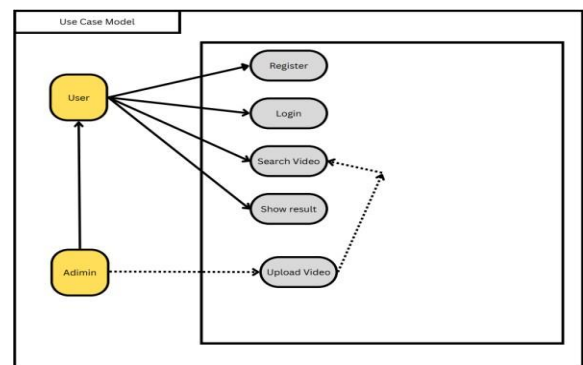 Use Case Model
Register
User
Login
Search Video
Show result
Adimin
Upload Video